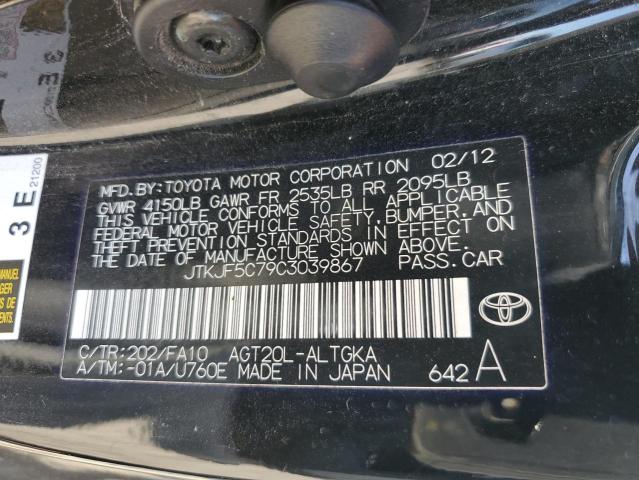 MFD. BY: TOYOTA MOTOR CORPORATION 02/12
GVWR 4150LB GAWR FR 2535LB RR 2095LB
THIS VEHICLE CONFORMS TO ALL APPLICABLE
FEDERAL MOTOR VEHICLE SAFETY, BUMPER, AND
THEFT PREVENTION STANDARDS IN EFFECT ON
THE DATE OF MANUFACTURE SHOWN ABOVE.
JTKJF5C79C3039867 PASS. CAR
C/TR: 202/FA10 AGT20L-ALTGKA
A/TM: -01A/U760E MADE IN JAPAN 642 A
3 E
21200
MANUAL